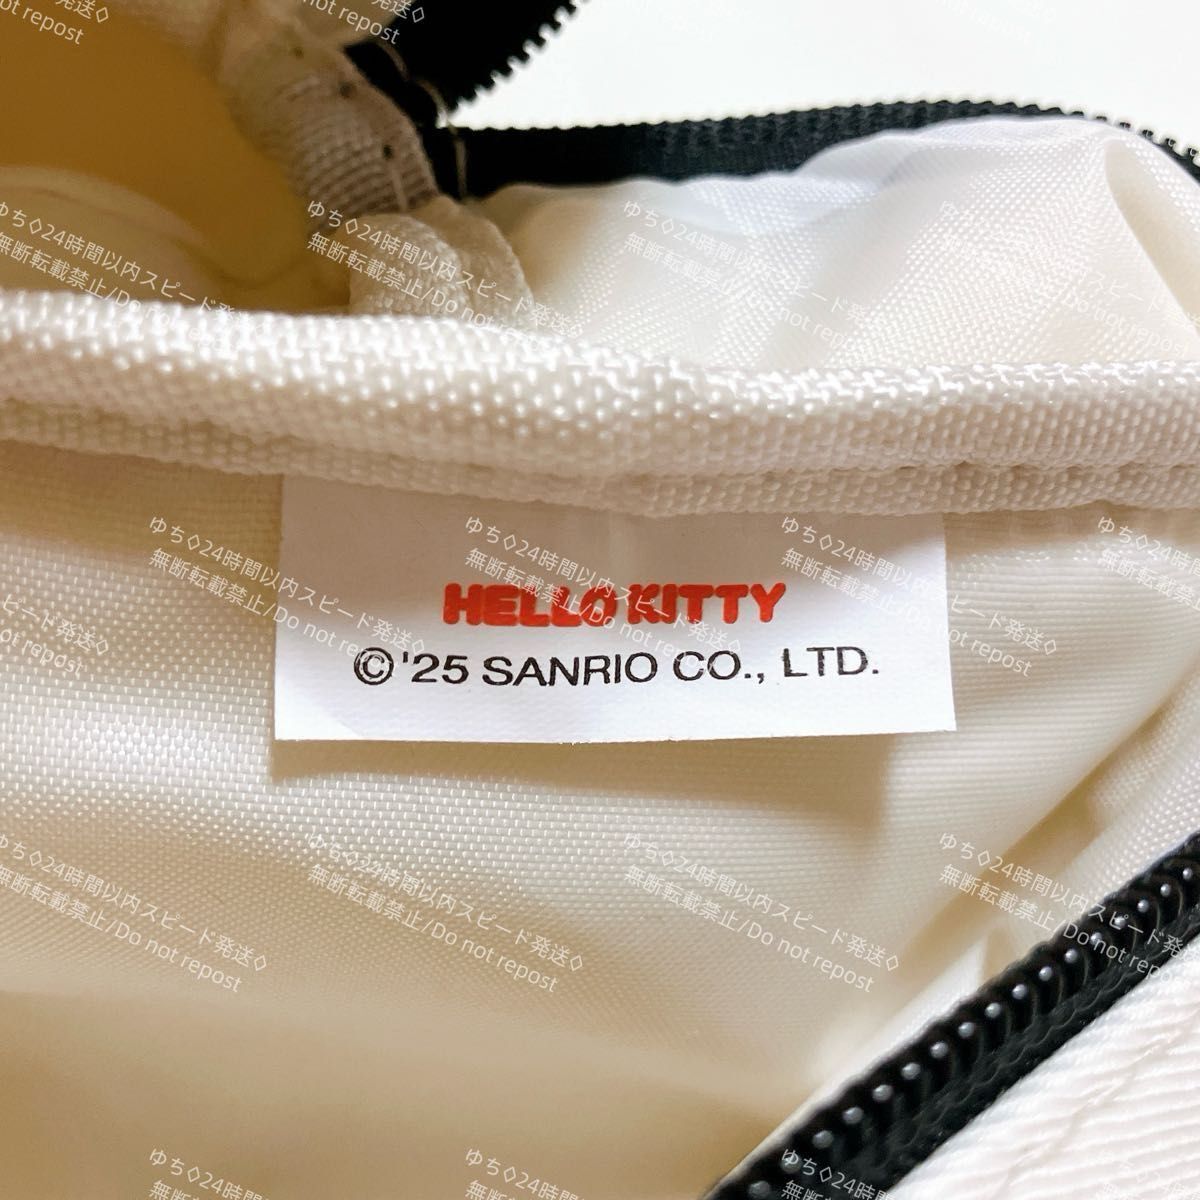 HELLO KITTY
©'25 SANRIO CO., LTD.
ゆち◇24時間以内スピード発送◇
無断転載禁止/Do not repost